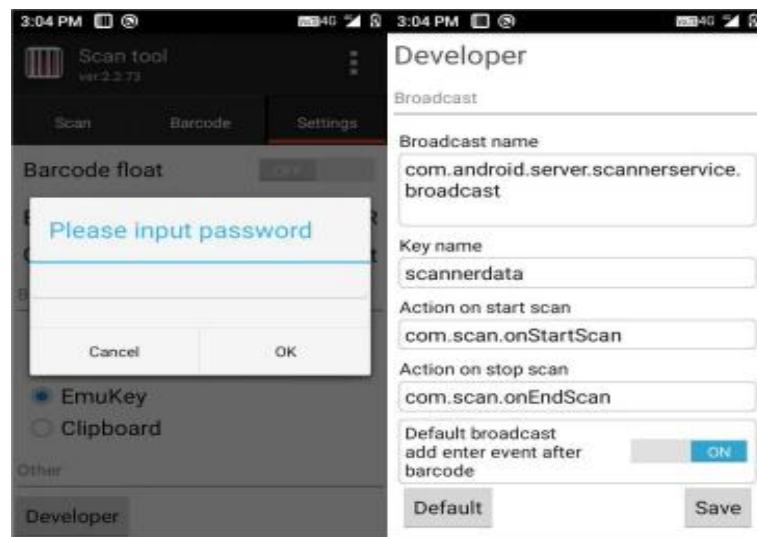 3:04 PM
4G
Scan tool
ver:2.2.73
Scan Barcode Settings
Barcode float OFF
Please input password
Cancel OK
EmuKey
Clipboard
Other
Developer
3:04 PM
4G
Developer
Broadcast
Broadcast name
com.android.server.scannerservice.
broadcast
Key name
scannerdata
Action on start scan
com.scan.onStartScan
Action on stop scan
com.scan.onEndScan
Default broadcast
add enter event after
barcode
ON
Default Save